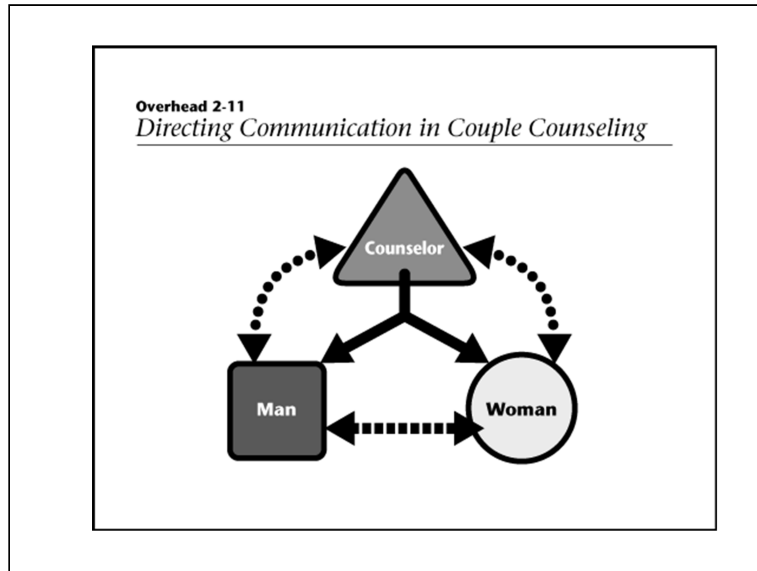 Overhead 2-11
Directing Communication in Couple Counseling
Counselor
Man
Woman